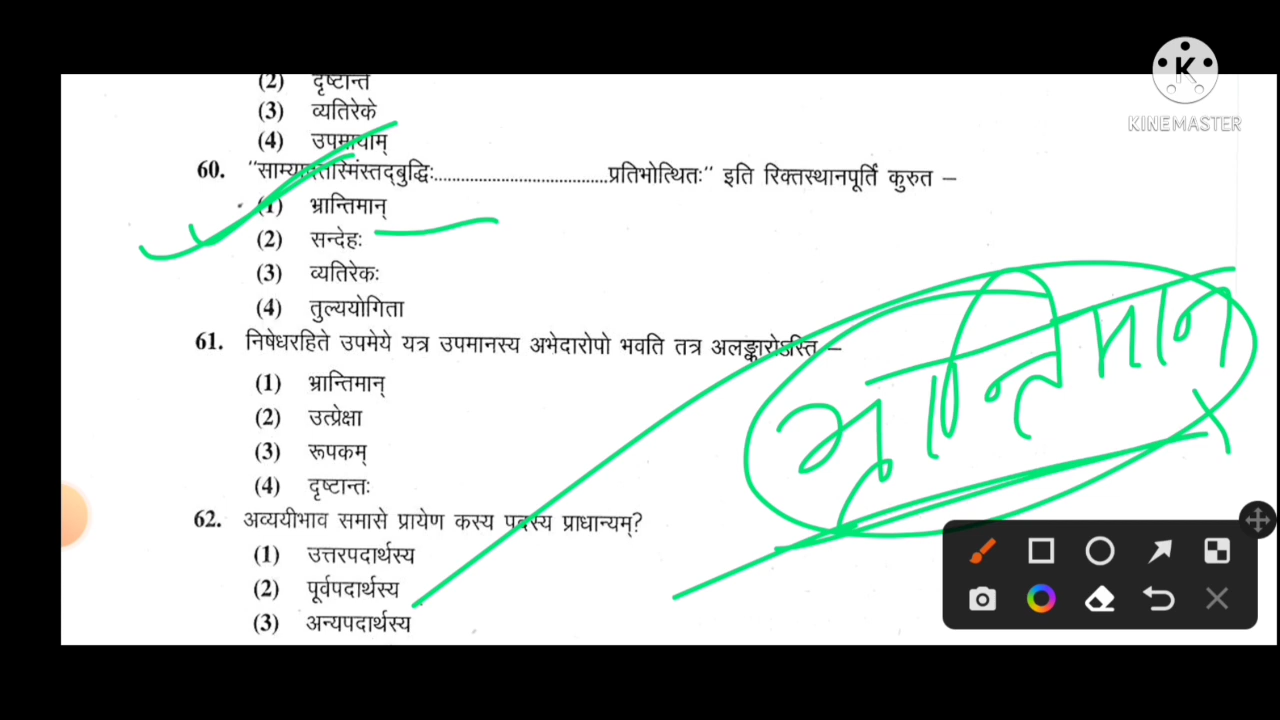 (2) दृष्टान्ते
(3) व्यतिरेके
(4) उपमायाम्
60. "साम्यादतस्मिंस्तद्बुद्धिः......................................प्रतिभोत्थितः" इति रिक्तस्थानपूर्तिं कुरुत –
(1) भ्रान्तिमान्
(2) सन्देहः
(3) व्यतिरेकः
(4) तुल्ययोगिता
61. निषेधरहिते उपमेये यत्र उपमानस्य अभेदारोपो भवति तत्र अलङ्कारोऽस्ति –
(1) भ्रान्तिमान्
(2) उत्प्रेक्षा
(3) रूपकम्
(4) दृष्टान्तः
62. अव्ययीभाव समासे प्रायेण कस्य पदस्य प्राधान्यम्?
(1) उत्तरपदार्थस्य
(2) पूर्वपदार्थस्य
(3) अन्यपदार्थस्य
भ्रान्तिमान
K
KINEMASTER